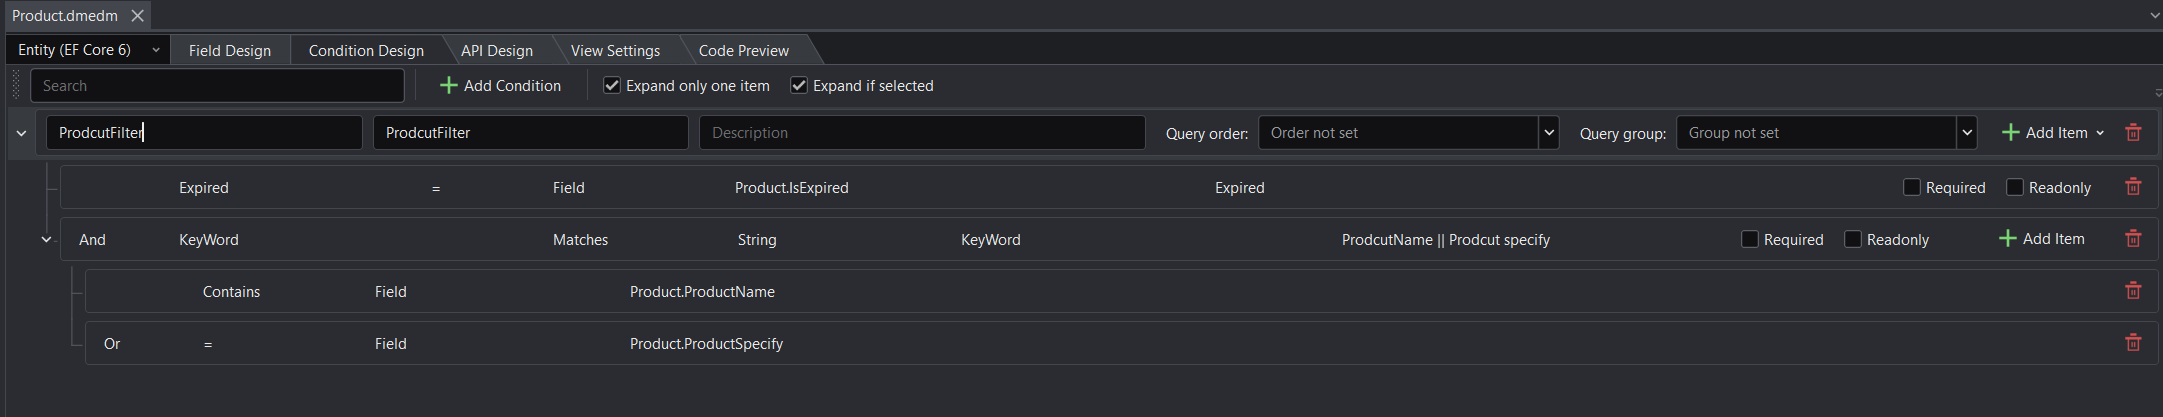 Product.dmedm
Entity (EF Core 6) Field Design Condition Design API Design View Settings Code Preview
Search Add Condition Expand only one item Expand if selected
ProdcutFilter ProdcutFilter Description Query order: Order not set Query group: Group not set Add Item
Expired = Field Product.IsExpired Expired Required Readonly
And KeyWord Matches String KeyWord ProdcutName || Prodcut specify Required Readonly Add Item
Contains Field Product.ProductName
Or = Field Product.ProductSpecify